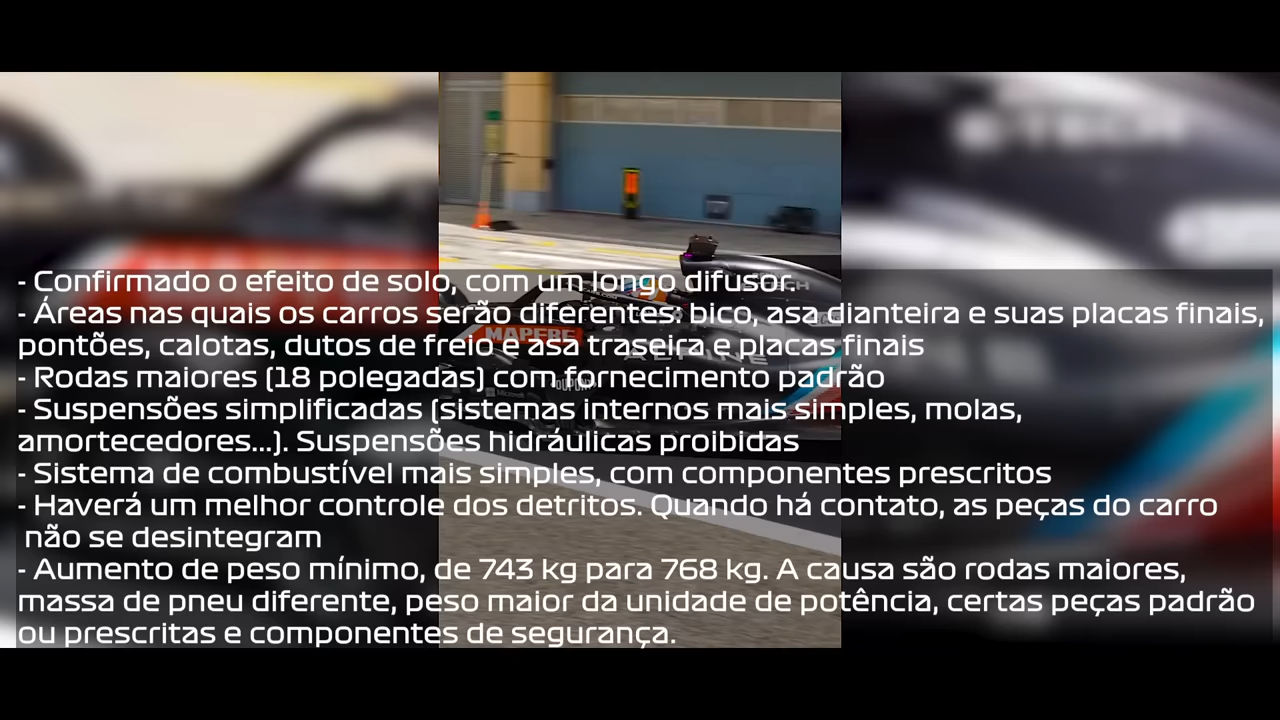 - Confirmado o efeito de solo, com um longo difusor.
- Áreas nas quais os carros serão diferentes: bico, asa dianteira e suas placas finais,
pontões, calotas, dutos de freio e asa traseira e placas finais
- Rodas maiores (18 polegadas) com fornecimento padrão
- Suspensões simplificadas (sistemas internos mais simples, molas,
amortecedores...). Suspensões hidráulicas proibidas
- Sistema de combustível mais simples, com componentes prescritos
- Haverá um melhor controle dos detritos. Quando há contato, as peças do carro
não se desintegram
- Aumento de peso mínimo, de 743 kg para 768 kg. A causa são rodas maiores,
massa de pneu diferente, peso maior da unidade de potência, certas peças padrão
ou prescritas e componentes de segurança.
E-TECH
MAPFRE
ALPINE
DUPONT